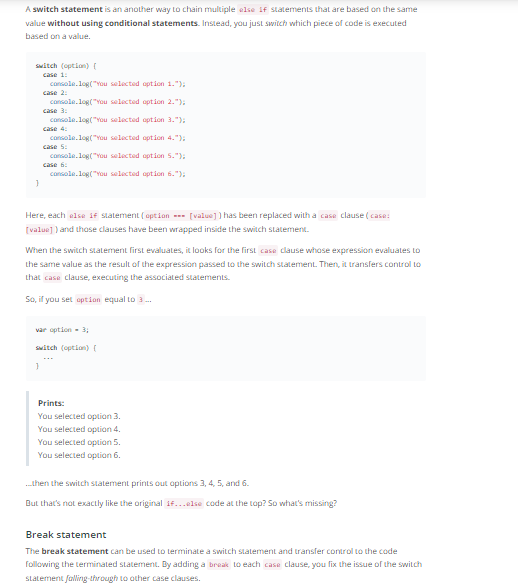 A switch statement is an another way to chain multiple else if statements that are based on the same
value without using conditional statements. Instead, you just switch which piece of code is executed
based on a value.
switch (option) {
case 1:
console.log("You selected option 1.");
case 2:
console.log("You selected option 2.");
case 3:
console.log("You selected option 3.");
case 4:
console.log("You selected option 4.");
case 5:
console.log("You selected option 5.");
case 6:
console.log("You selected option 6.");
}
Here, each else if statement (option === [value]) has been replaced with a case clause (case:
[value]) and those clauses have been wrapped inside the switch statement.
When the switch statement first evaluates, it looks for the first case clause whose expression evaluates to
the same value as the result of the expression passed to the switch statement. Then, it transfers control to
that case clause, executing the associated statements.
So, if you set option equal to 3...
var option = 3;
switch (option) {
...
}
Prints:
You selected option 3.
You selected option 4.
You selected option 5.
You selected option 6.
...then the switch statement prints out options 3, 4, 5, and 6.
But that's not exactly like the original if...else code at the top? So what's missing?
Break statement
The break statement can be used to terminate a switch statement and transfer control to the code
following the terminated statement. By adding a break to each case clause, you fix the issue of the switch
statement falling-through to other case clauses.